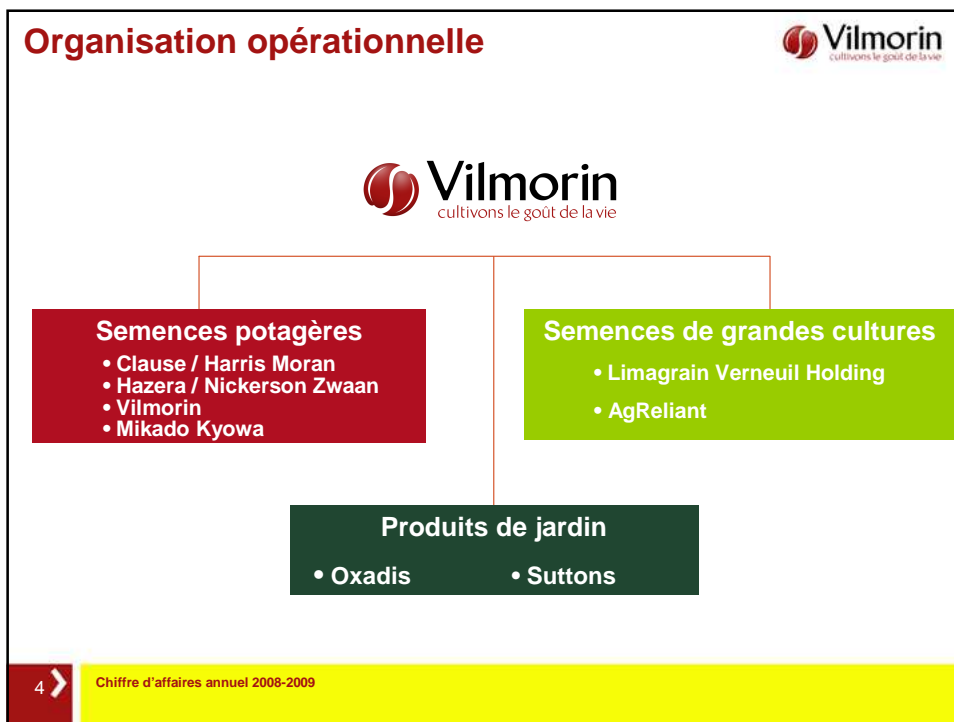 Organisation opérationnelle
Vilmorin
cultivons le goût de la vie
Vilmorin
cultivons le goût de la vie
Semences potagères
• Clause / Harris Moran
• Hazera / Nickerson Zwaan
• Vilmorin
• Mikado Kyowa
Semences de grandes cultures
• Limagrain Verneuil Holding
• AgReliant
Produits de jardin
• Oxadis • Suttons
4 Chiffre d'affaires annuel 2008-2009